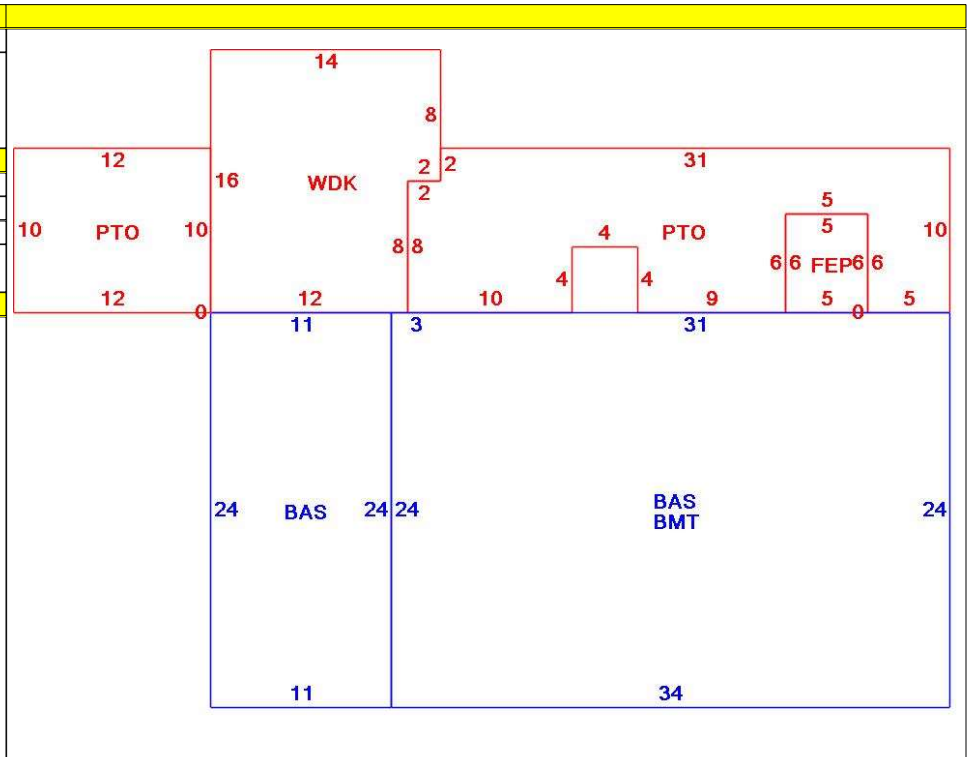 14
8
12 16 WDK 2 2 31
2
10 PTO 10 8 8 4 PTO 5
5 10
4 4 6 6 FEP 6 6
12 0 12 10 9 5 0 5
11 3 31
24 BAS 24 24 BAS 24
BMT
11 34